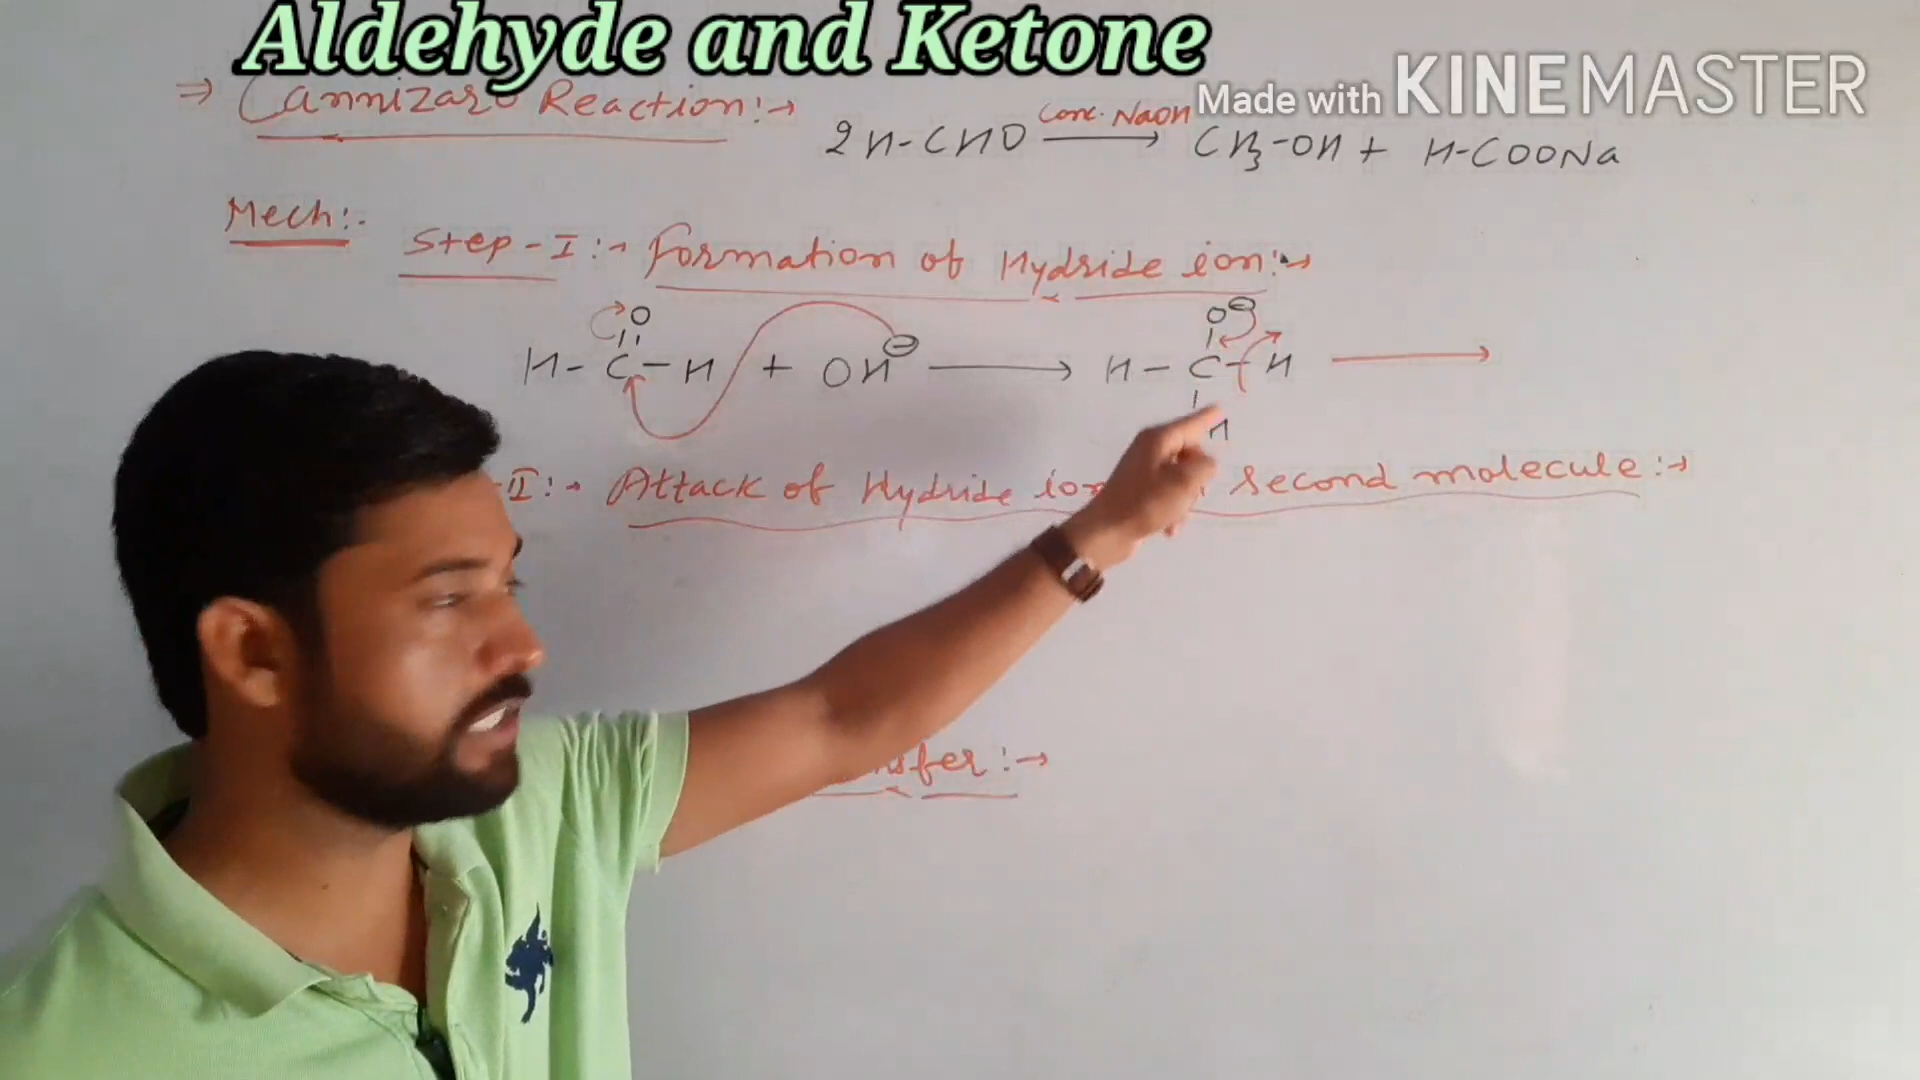 Aldehyde and Ketone
Made with KINEMASTER
⇒ Cannizaro Reaction:→
2H-CHO Conc. NaOH → CH3-OH + H-COONa
Mech:-
Step-I:→ Formation of Hydride ion:→
O O⊖
H-C-H + OH⊖ → H-C-H →
H
-II:→ Attack of Hydride ion second molecule:→
nsfer:→